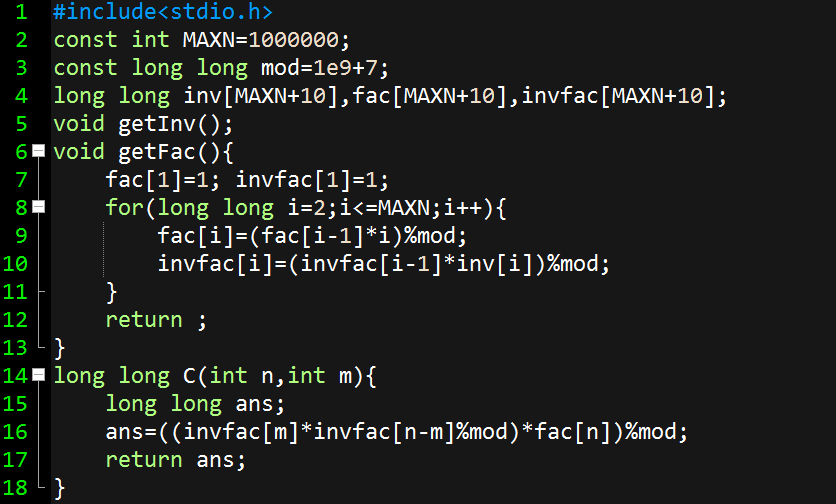 1 #include<stdio.h>
2 const int MAXN=1000000;
3 const long long mod=1e9+7;
4 long long inv[MAXN+10],fac[MAXN+10],invfac[MAXN+10];
5 void getInv();
6 void getFac(){
7     fac[1]=1; invfac[1]=1;
8     for(long long i=2;i<=MAXN;i++){
9         fac[i]=(fac[i-1]*i)%mod;
10         invfac[i]=(invfac[i-1]*inv[i])%mod;
11     }
12     return ;
13 }
14 long long C(int n,int m){
15     long long ans;
16     ans=((invfac[m]*invfac[n-m]%mod)*fac[n])%mod;
17     return ans;
18 }